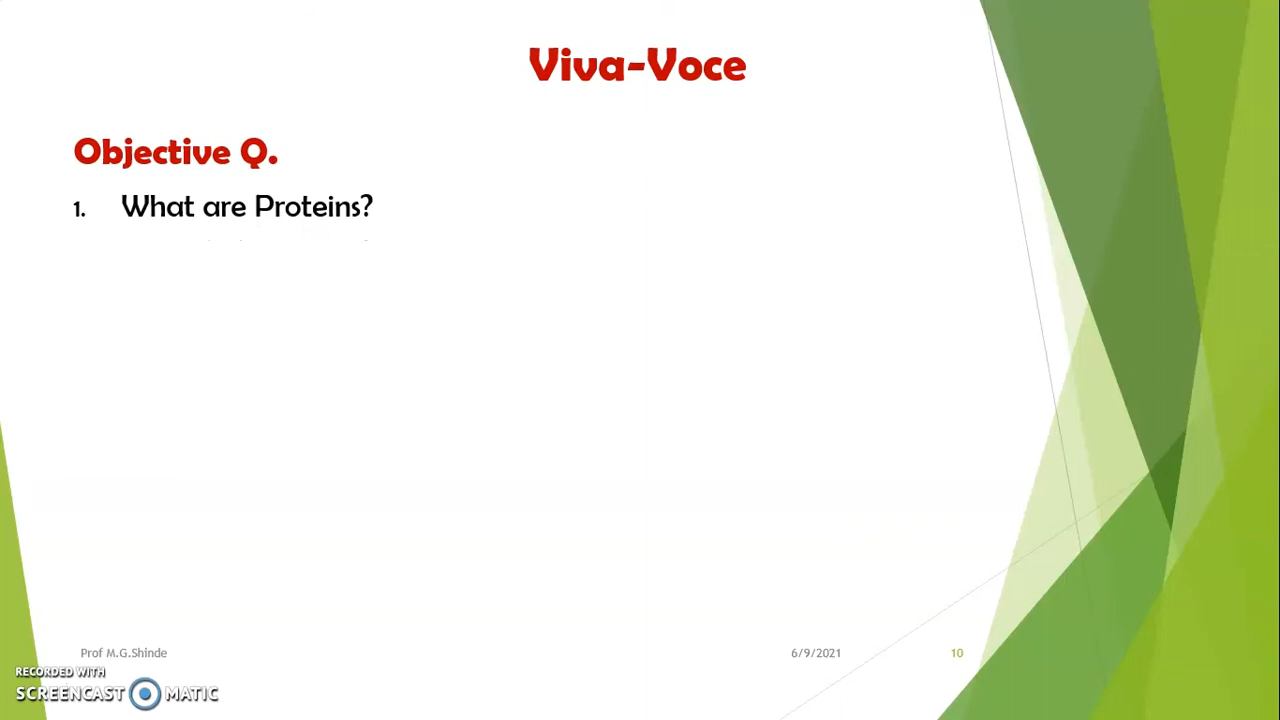 Viva-Voce
Objective Q.
1. What are Proteins?
Prof M.G.Shinde 6/9/2021 10
RECORDED WITH
SCREENCAST MATIC